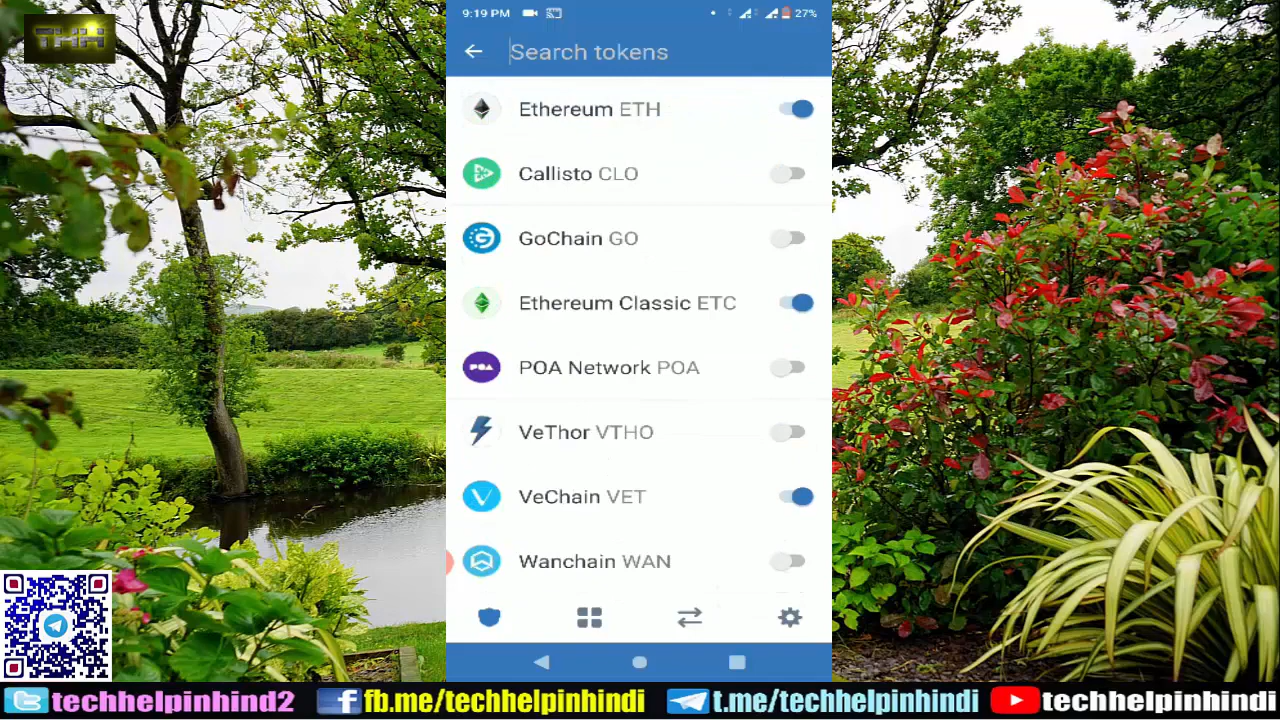 THH
9:19 PM
27%
Search tokens
Ethereum ETH
Callisto CLO
GoChain GO
Ethereum Classic ETC
POA Network POA
VeThor VTHO
VeChain VET
Wanchain WAN
techhelpinhind2 fb.me/techhelpinhindi t.me/techhelpinhindi techhelpinhindi